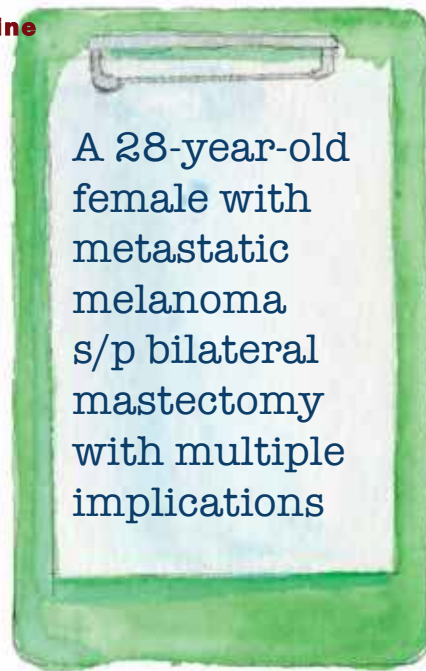 ine
A 28-year-old
female with
metastatic
melanoma
s/p bilateral
mastectomy
with multiple
implications